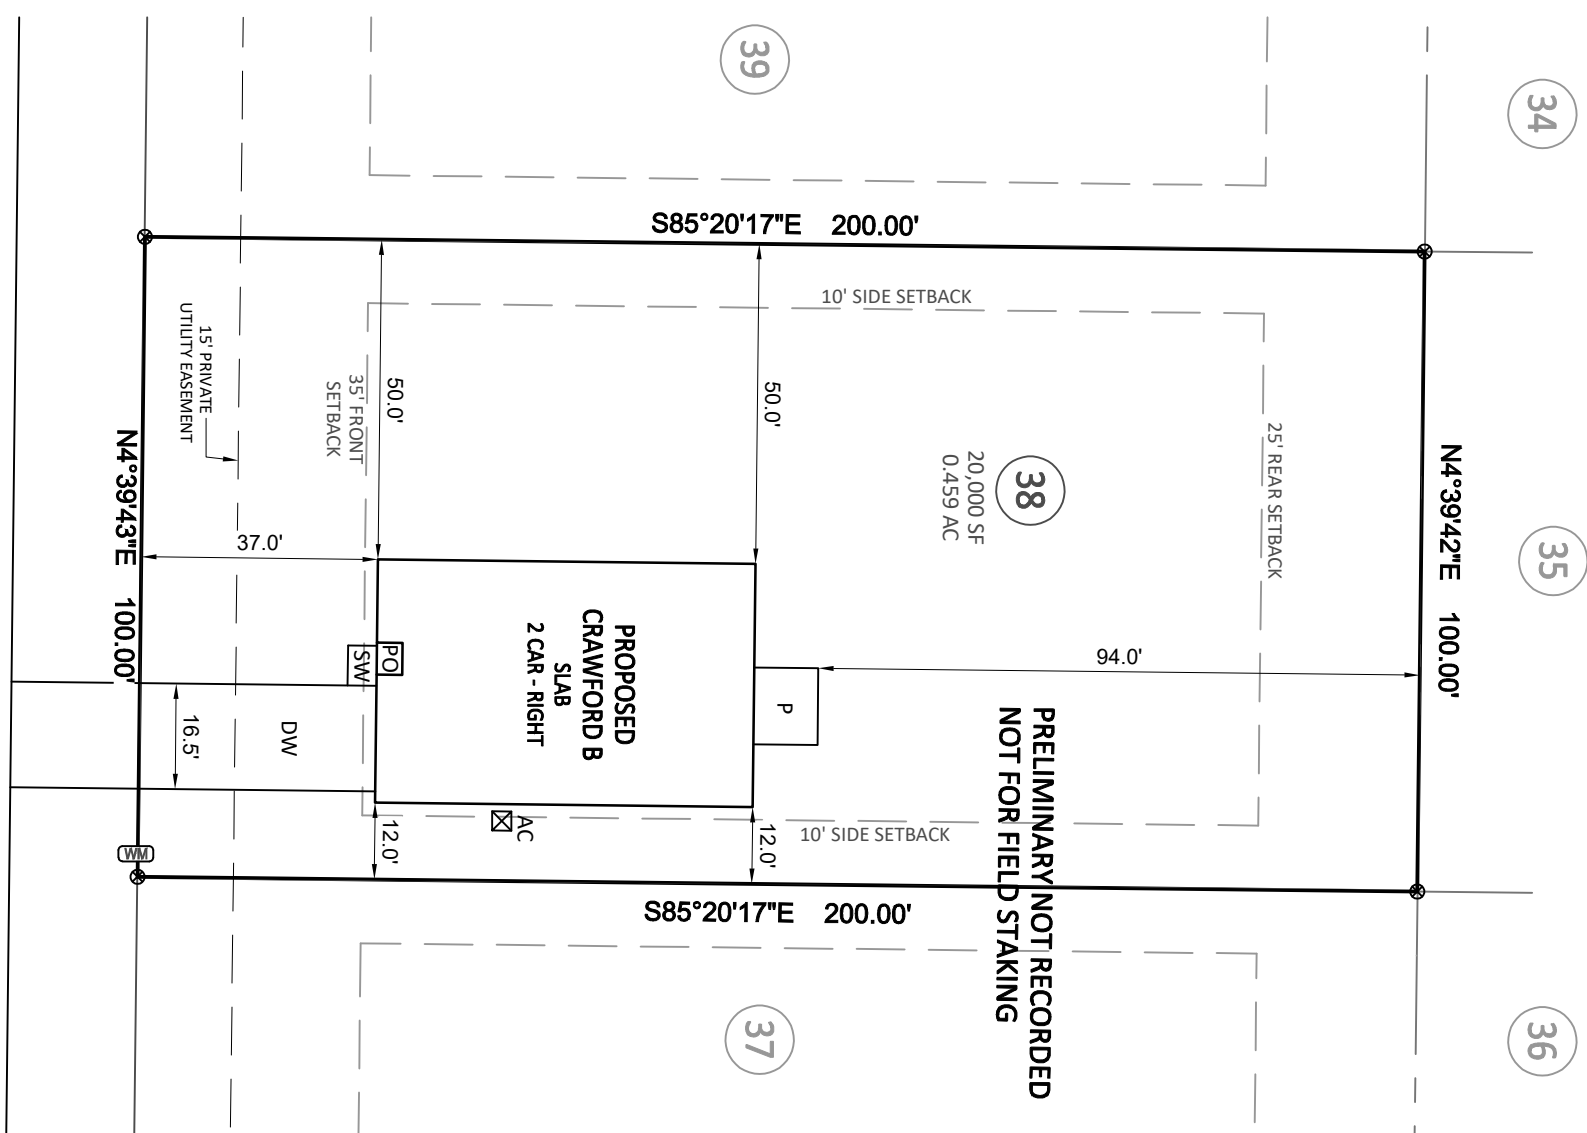 39
34
S85°20'17"E 200.00'
10' SIDE SETBACK
15' PRIVATE
UTILITY EASEMENT
35' FRONT
SETBACK
50.0'
50.0'
38
20,000 SF
0.459 AC
25' REAR SETBACK
N4°39'42"E 100.00'
35
N4°39'43"E 100.00'
37.0'
PROPOSED
CRAWFORD B
SLAB
2 CAR - RIGHT
PO
SW
94.0'
P
16.5'
DW
PRELIMINARY NOT RECORDED
NOT FOR FIELD STAKING
AC
12.0'
12.0'
10' SIDE SETBACK
WM
S85°20'17"E 200.00'
37
36